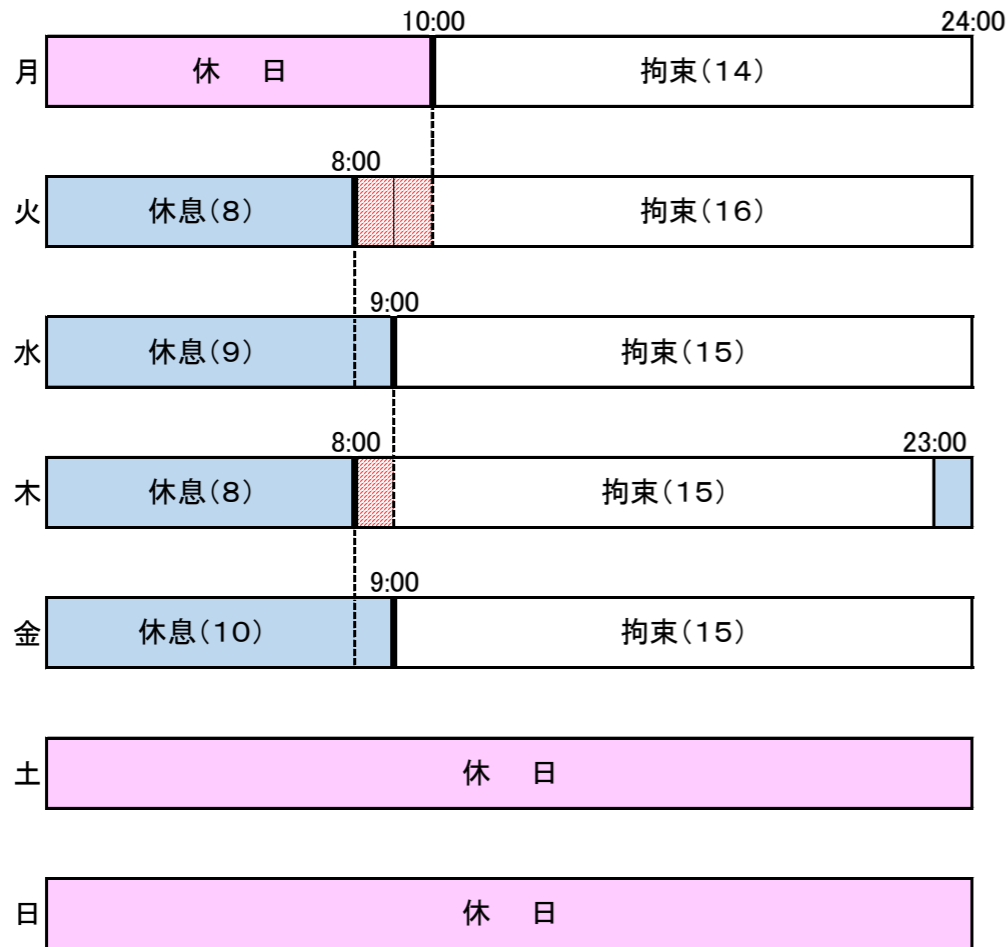 10:00 24:00
月 休 日 拘束(14)
8:00
火 休息(8) 拘束(16)
9:00
水 休息(9) 拘束(15)
8:00 23:00
木 休息(8) 拘束(15)
9:00
金 休息(10) 拘束(15)
土 休 日
日 休 日